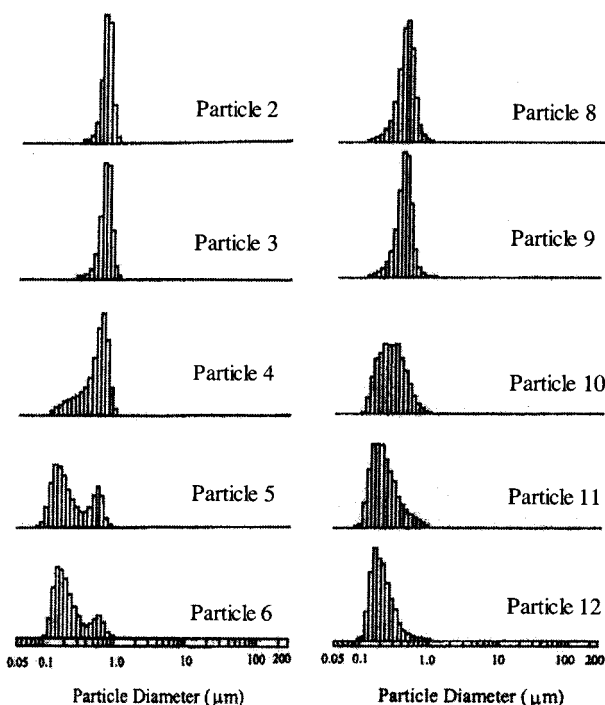 Particle 2
Particle 3
Particle 4
Particle 5
Particle 6
0.05 0.1 1.0 10 100 200
Particle Diameter (μm)
Particle 8
Particle 9
Particle 10
Particle 11
Particle 12
0.05 0.1 1.0 10 100 200
Particle Diameter (μm)